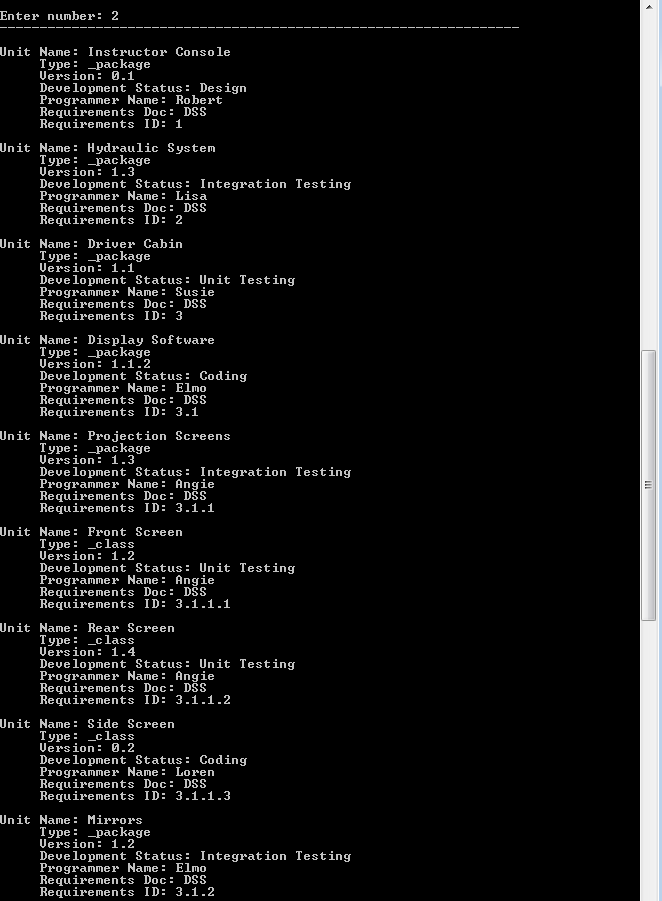 Enter number: 2
--------------------------------------------------------------------
Unit Name: Instructor Console
Type: _package
Version: 0.1
Development Status: Design
Programmer Name: Robert
Requirements Doc: DSS
Requirements ID: 1
Unit Name: Hydraulic System
Type: _package
Version: 1.3
Development Status: Integration Testing
Programmer Name: Lisa
Requirements Doc: DSS
Requirements ID: 2
Unit Name: Driver Cabin
Type: _package
Version: 1.1
Development Status: Unit Testing
Programmer Name: Susie
Requirements Doc: DSS
Requirements ID: 3
Unit Name: Display Software
Type: _package
Version: 1.1.2
Development Status: Coding
Programmer Name: Elmo
Requirements Doc: DSS
Requirements ID: 3.1
Unit Name: Projection Screens
Type: _package
Version: 1.3
Development Status: Integration Testing
Programmer Name: Angie
Requirements Doc: DSS
Requirements ID: 3.1.1
Unit Name: Front Screen
Type: _class
Version: 1.2
Development Status: Unit Testing
Programmer Name: Angie
Requirements Doc: DSS
Requirements ID: 3.1.1.1
Unit Name: Rear Screen
Type: _class
Version: 1.4
Development Status: Unit Testing
Programmer Name: Angie
Requirements Doc: DSS
Requirements ID: 3.1.1.2
Unit Name: Side Screen
Type: _class
Version: 0.2
Development Status: Coding
Programmer Name: Loren
Requirements Doc: DSS
Requirements ID: 3.1.1.3
Unit Name: Mirrors
Type: _package
Version: 1.2
Development Status: Integration Testing
Programmer Name: Elmo
Requirements Doc: DSS
Requirements ID: 3.1.2